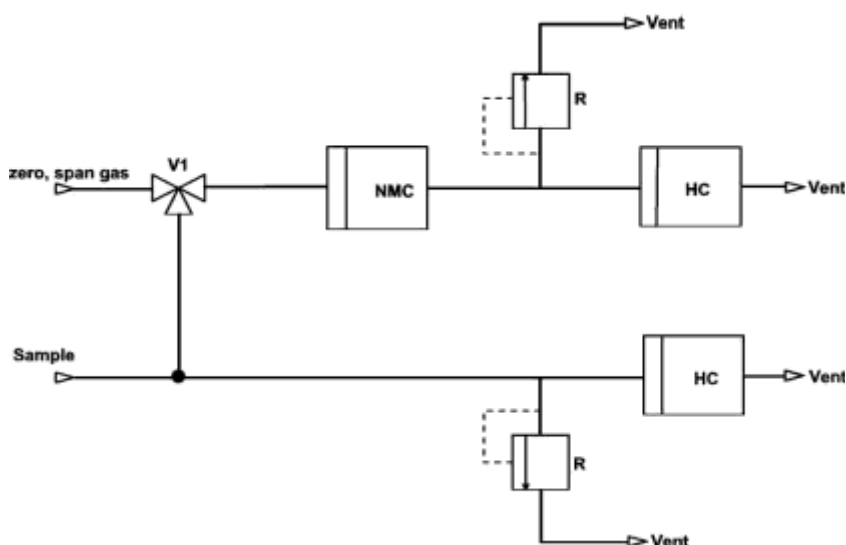 Vent
R
V1
zero, span gas
NMC
HC
Vent
Sample
HC
Vent
R
Vent